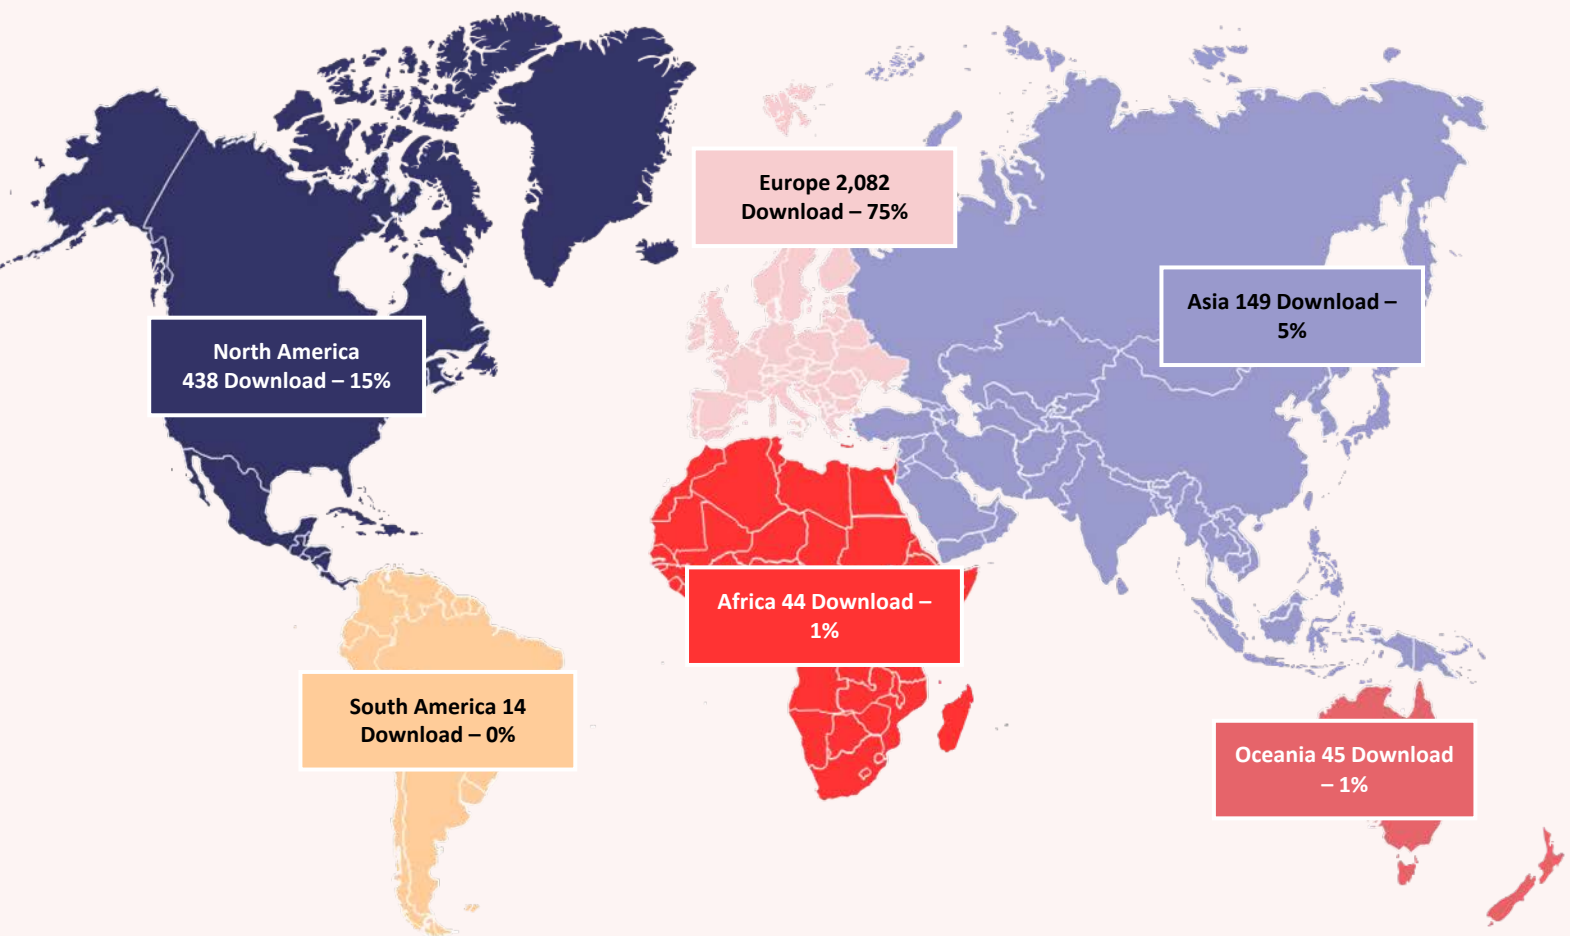 Europe 2,082
Download – 75%
Asia 149 Download –
5%
North America
438 Download – 15%
Africa 44 Download –
1%
South America 14
Download – 0%
Oceania 45 Download
– 1%